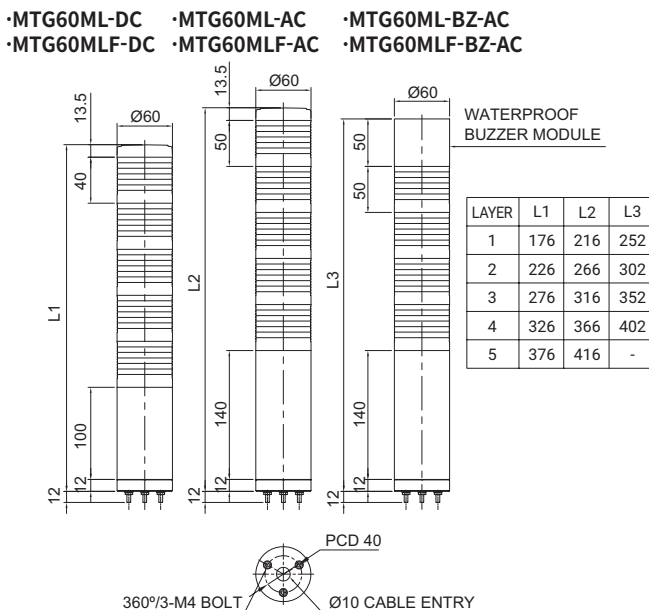 ·MTG60ML-DC ·MTG60ML-AC ·MTG60ML-BZ-AC
·MTG60MLF-DC ·MTG60MLF-AC ·MTG60MLF-BZ-AC
13.5 Ø60 40 L1 100 12 12
13.5 Ø60 50 L2 140 12 12
Ø60 50 50 L3 140 12 12
WATERPROOF
BUZZER MODULE
LAYER L1 L2 L3
1 176 216 252
2 226 266 302
3 276 316 352
4 326 366 402
5 376 416 -
PCD 40
360º/3-M4 BOLT Ø10 CABLE ENTRY